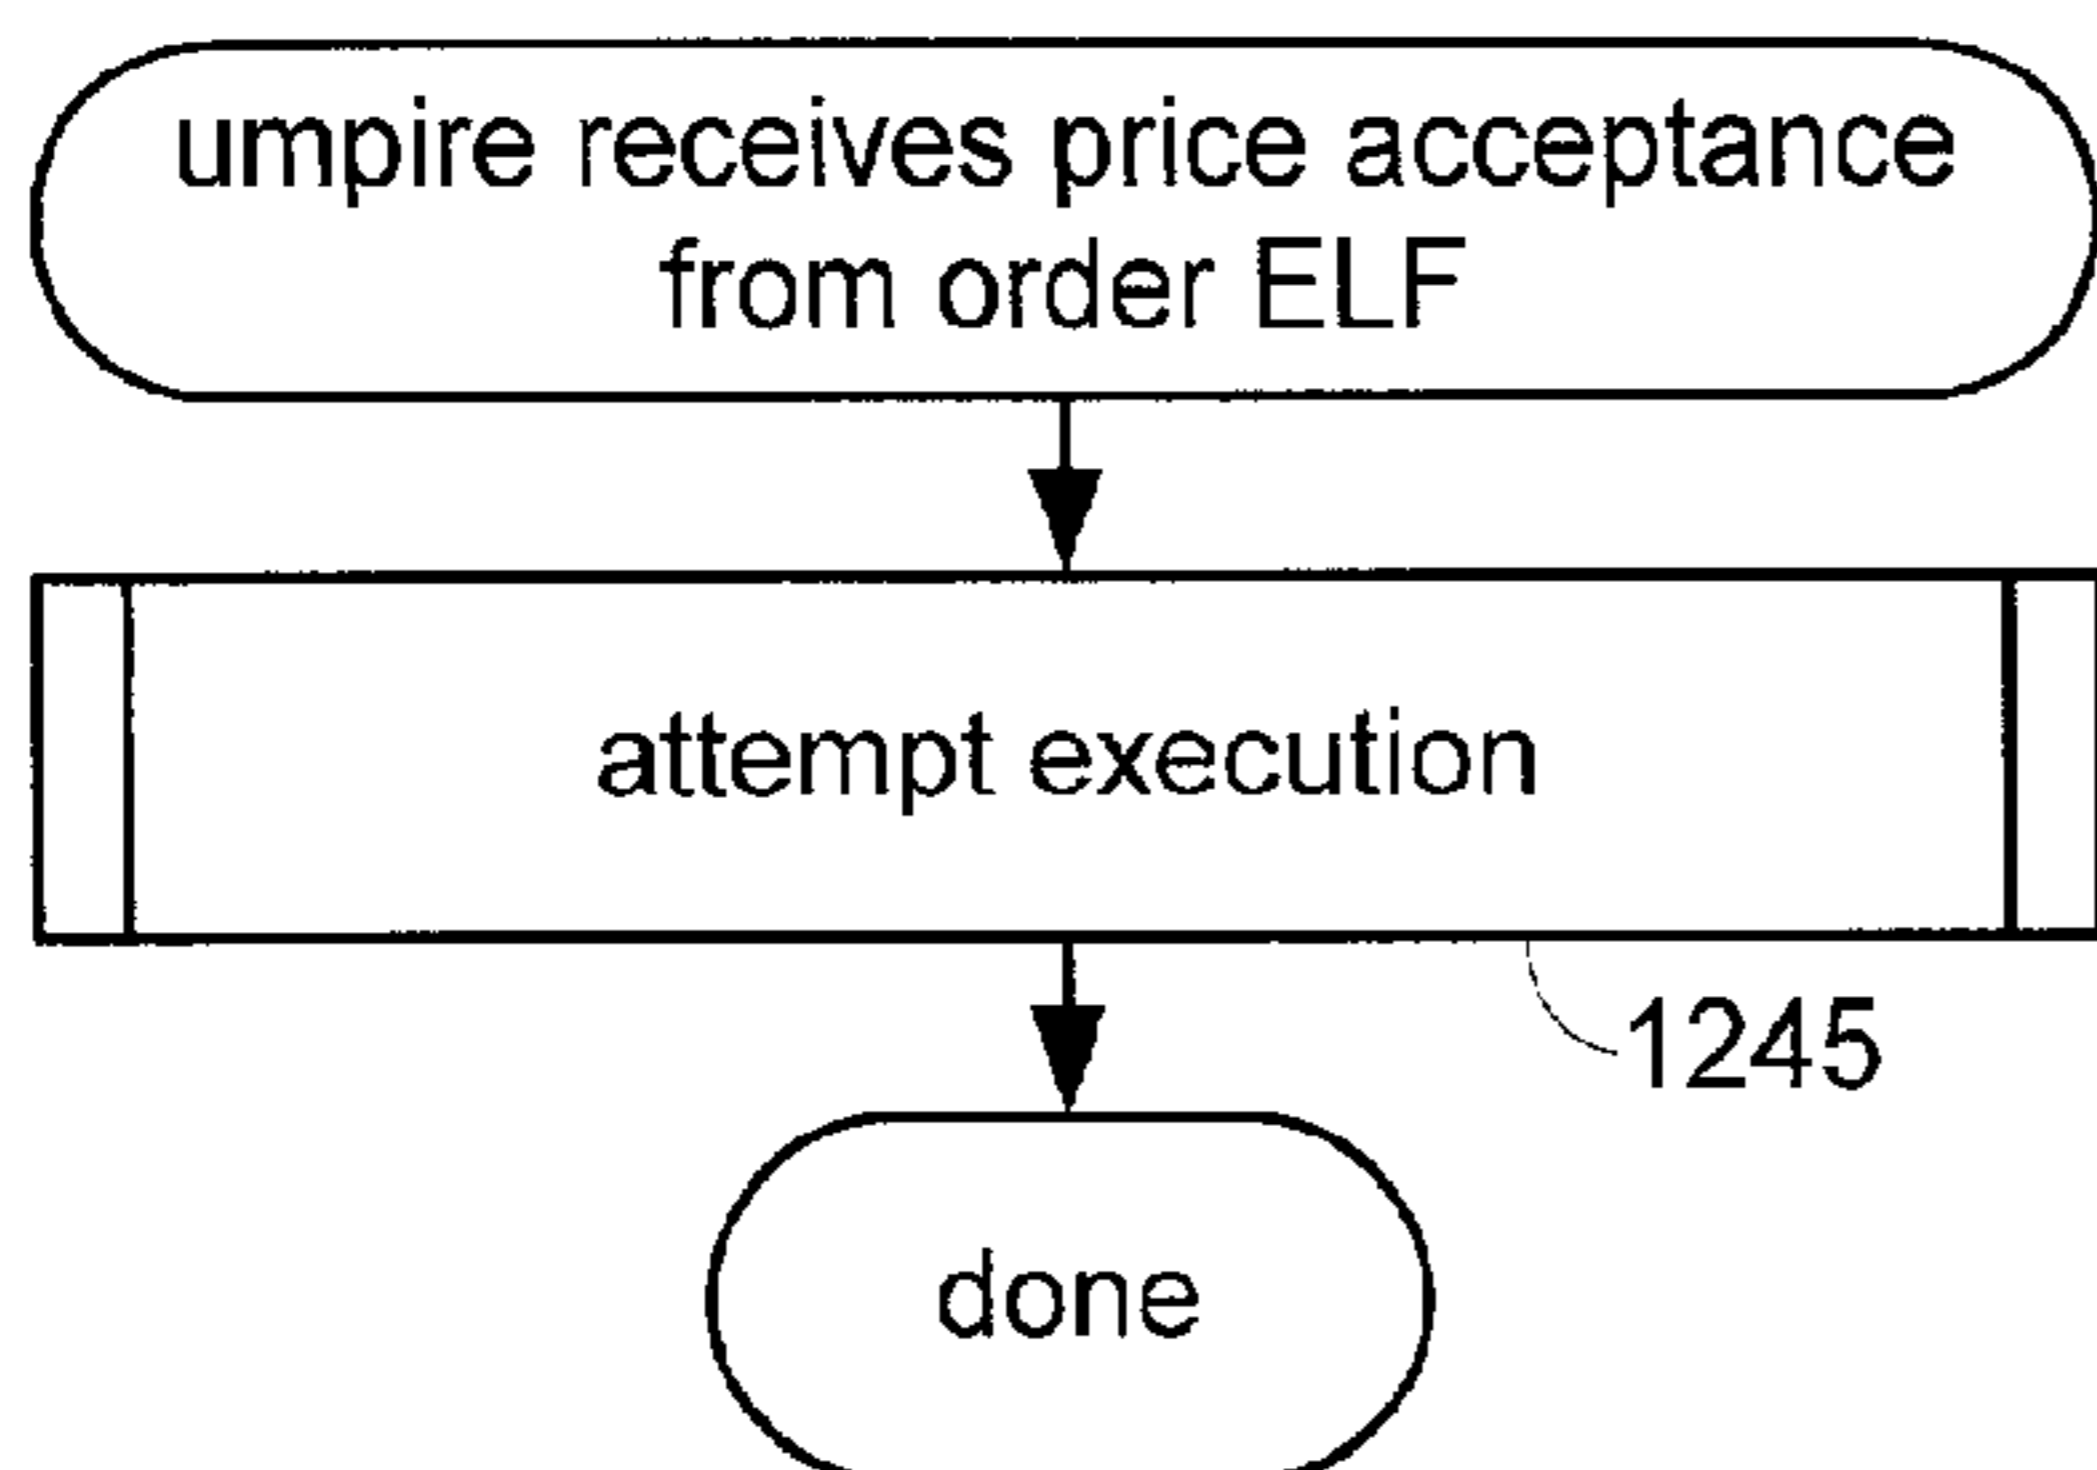 umpire receives price acceptance
from order ELF
attempt execution
1245
done